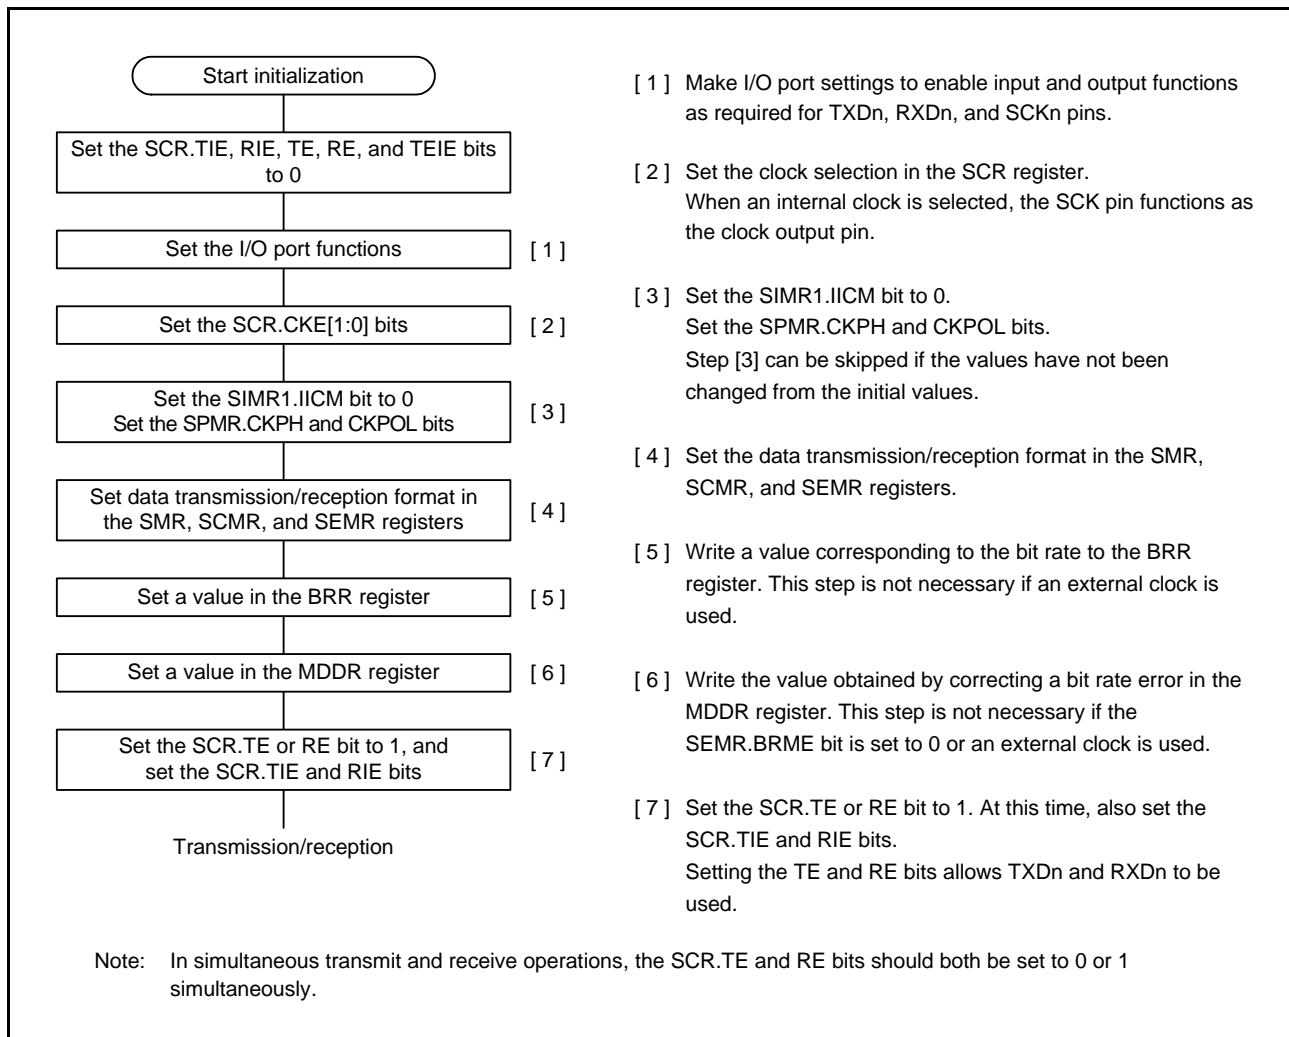 Start initialization
Set the SCR.TIE, RIE, TE, RE, and TEIE bits
to 0
Set the I/O port functions
[ 1 ]
Set the SCR.CKE[1:0] bits
[ 2 ]
Set the SIMR1.IICM bit to 0
Set the SPMR.CKPH and CKPOL bits
[ 3 ]
Set data transmission/reception format in
the SMR, SCMR, and SEMR registers
[ 4 ]
Set a value in the BRR register
[ 5 ]
Set a value in the MDDR register
[ 6 ]
Set the SCR.TE or RE bit to 1, and
set the SCR.TIE and RIE bits
[ 7 ]
Transmission/reception
[ 1 ] Make I/O port settings to enable input and output functions
as required for TXDn, RXDn, and SCKn pins.
[ 2 ] Set the clock selection in the SCR register.
When an internal clock is selected, the SCK pin functions as
the clock output pin.
[ 3 ] Set the SIMR1.IICM bit to 0.
Set the SPMR.CKPH and CKPOL bits.
Step [3] can be skipped if the values have not been
changed from the initial values.
[ 4 ] Set the data transmission/reception format in the SMR,
SCMR, and SEMR registers.
[ 5 ] Write a value corresponding to the bit rate to the BRR
register. This step is not necessary if an external clock is
used.
[ 6 ] Write the value obtained by correcting a bit rate error in the
MDDR register. This step is not necessary if the
SEMR.BRME bit is set to 0 or an external clock is used.
[ 7 ] Set the SCR.TE or RE bit to 1. At this time, also set the
SCR.TIE and RIE bits.
Setting the TE and RE bits allows TXDn and RXDn to be
used.
Note: In simultaneous transmit and receive operations, the SCR.TE and RE bits should both be set to 0 or 1
simultaneously.